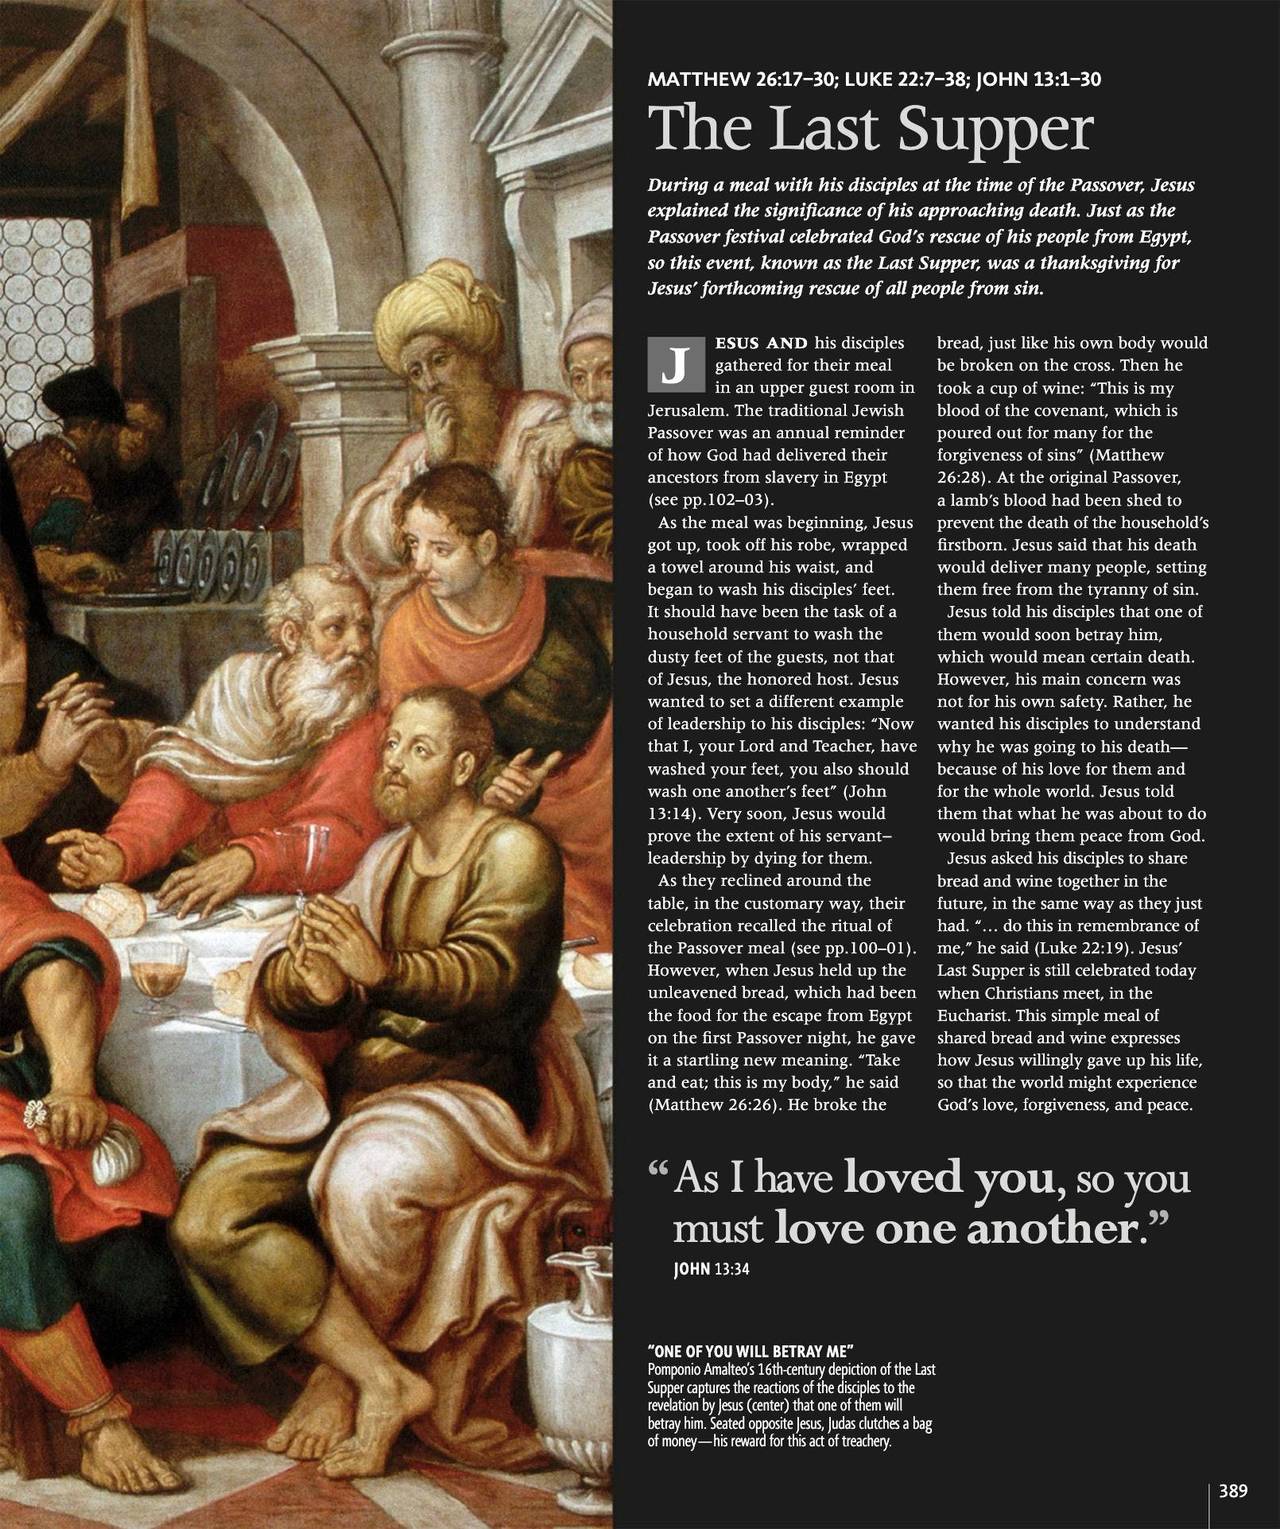 MATTHEW 26:17–30; LUKE 22:7–38; JOHN 13:1–30
The Last Supper
During a meal with his disciples at the time of the Passover, Jesus
explained the significance of his approaching death. Just as the
Passover festival celebrated God’s rescue of his people from Egypt,
so this event, known as the Last Supper, was a thanksgiving for
Jesus’ forthcoming rescue of all people from sin.
JESUS AND his disciples
gathered for their meal
in an upper guest room in
Jerusalem. The traditional Jewish
Passover was an annual reminder
of how God had delivered their
ancestors from slavery in Egypt
(see pp.102–03).
As the meal was beginning, Jesus
got up, took off his robe, wrapped
a towel around his waist, and
began to wash his disciples’ feet.
It should have been the task of a
household servant to wash the
dusty feet of the guests, not that
of Jesus, the honored host. Jesus
wanted to set a different example
of leadership to his disciples: “Now
that I, your Lord and Teacher, have
washed your feet, you also should
wash one another’s feet” (John
13:14). Very soon, Jesus would
prove the extent of his servant–
leadership by dying for them.
As they reclined around the
table, in the customary way, their
celebration recalled the ritual of
the Passover meal (see pp.100–01).
However, when Jesus held up the
unleavened bread, which had been
the food for the escape from Egypt
on the first Passover night, he gave
it a startling new meaning. “Take
and eat; this is my body,” he said
(Matthew 26:26). He broke the
bread, just like his own body would
be broken on the cross. Then he
took a cup of wine: “This is my
blood of the covenant, which is
poured out for many for the
forgiveness of sins” (Matthew
26:28). At the original Passover,
a lamb’s blood had been shed to
prevent the death of the household’s
firstborn. Jesus said that his death
would deliver many people, setting
them free from the tyranny of sin.
Jesus told his disciples that one of
them would soon betray him,
which would mean certain death.
However, his main concern was
not for his own safety. Rather, he
wanted his disciples to understand
why he was going to his death—
because of his love for them and
for the whole world. Jesus told
them that what he was about to do
would bring them peace from God.
Jesus asked his disciples to share
bread and wine together in the
future, in the same way as they just
had. “… do this in remembrance of
me,” he said (Luke 22:19). Jesus’
Last Supper is still celebrated today
when Christians meet, in the
Eucharist. This simple meal of
shared bread and wine expresses
how Jesus willingly gave up his life,
so that the world might experience
God’s love, forgiveness, and peace.
“As I have loved you, so you
must love one another.”
JOHN 13:34
“ONE OF YOU WILL BETRAY ME”
Pomponio Amalteo’s 16th-century depiction of the Last
Supper captures the reactions of the disciples to the
revelation by Jesus (center) that one of them will
betray him. Seated opposite Jesus, Judas clutches a bag
of money—his reward for this act of treachery.
389